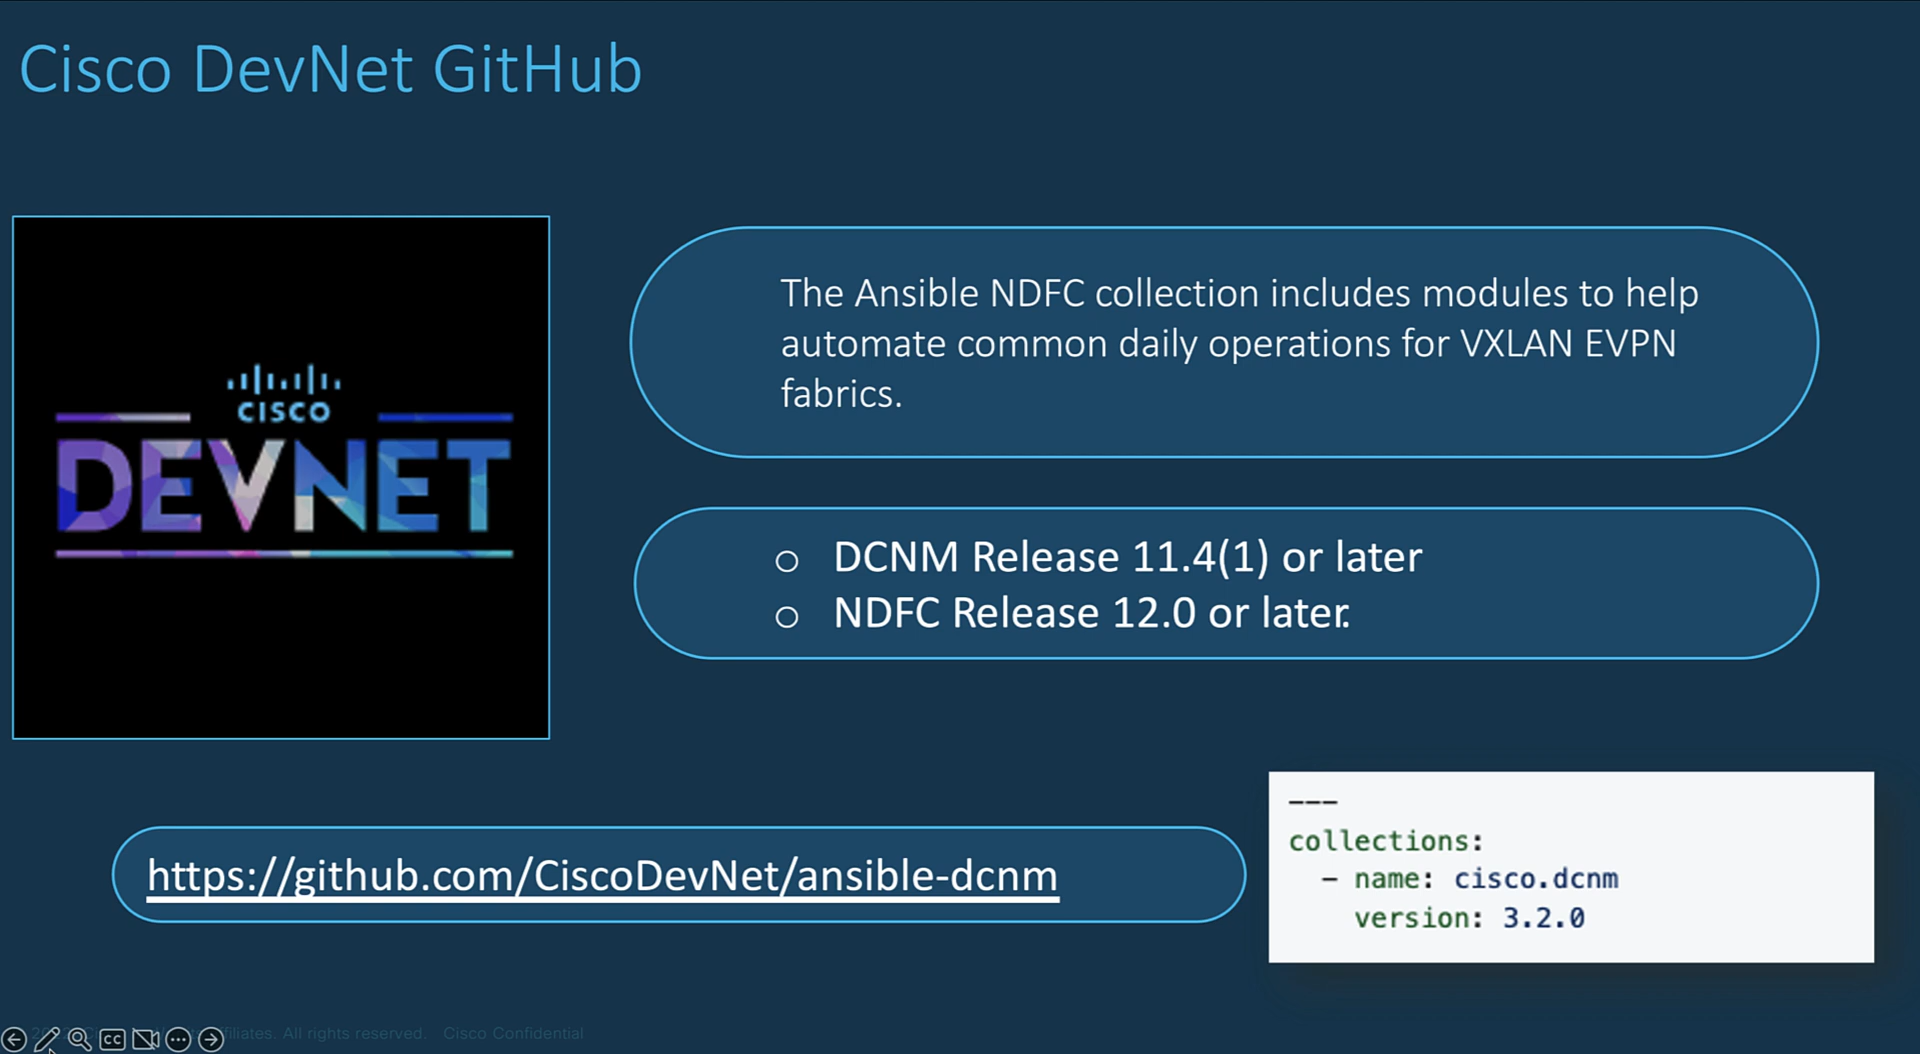 Cisco DevNet GitHub
CISCO
DEVNET
The Ansible NDFC collection includes modules to help
automate common daily operations for VXLAN EVPN
fabrics.
o DCNM Release 11.4(1) or later
o NDFC Release 12.0 or later.
https://github.com/CiscoDevNet/ansible-dcnm
---
collections:
  - name: cisco.dcnm
    version: 3.2.0
All rights reserved. Cisco Confidential
CC